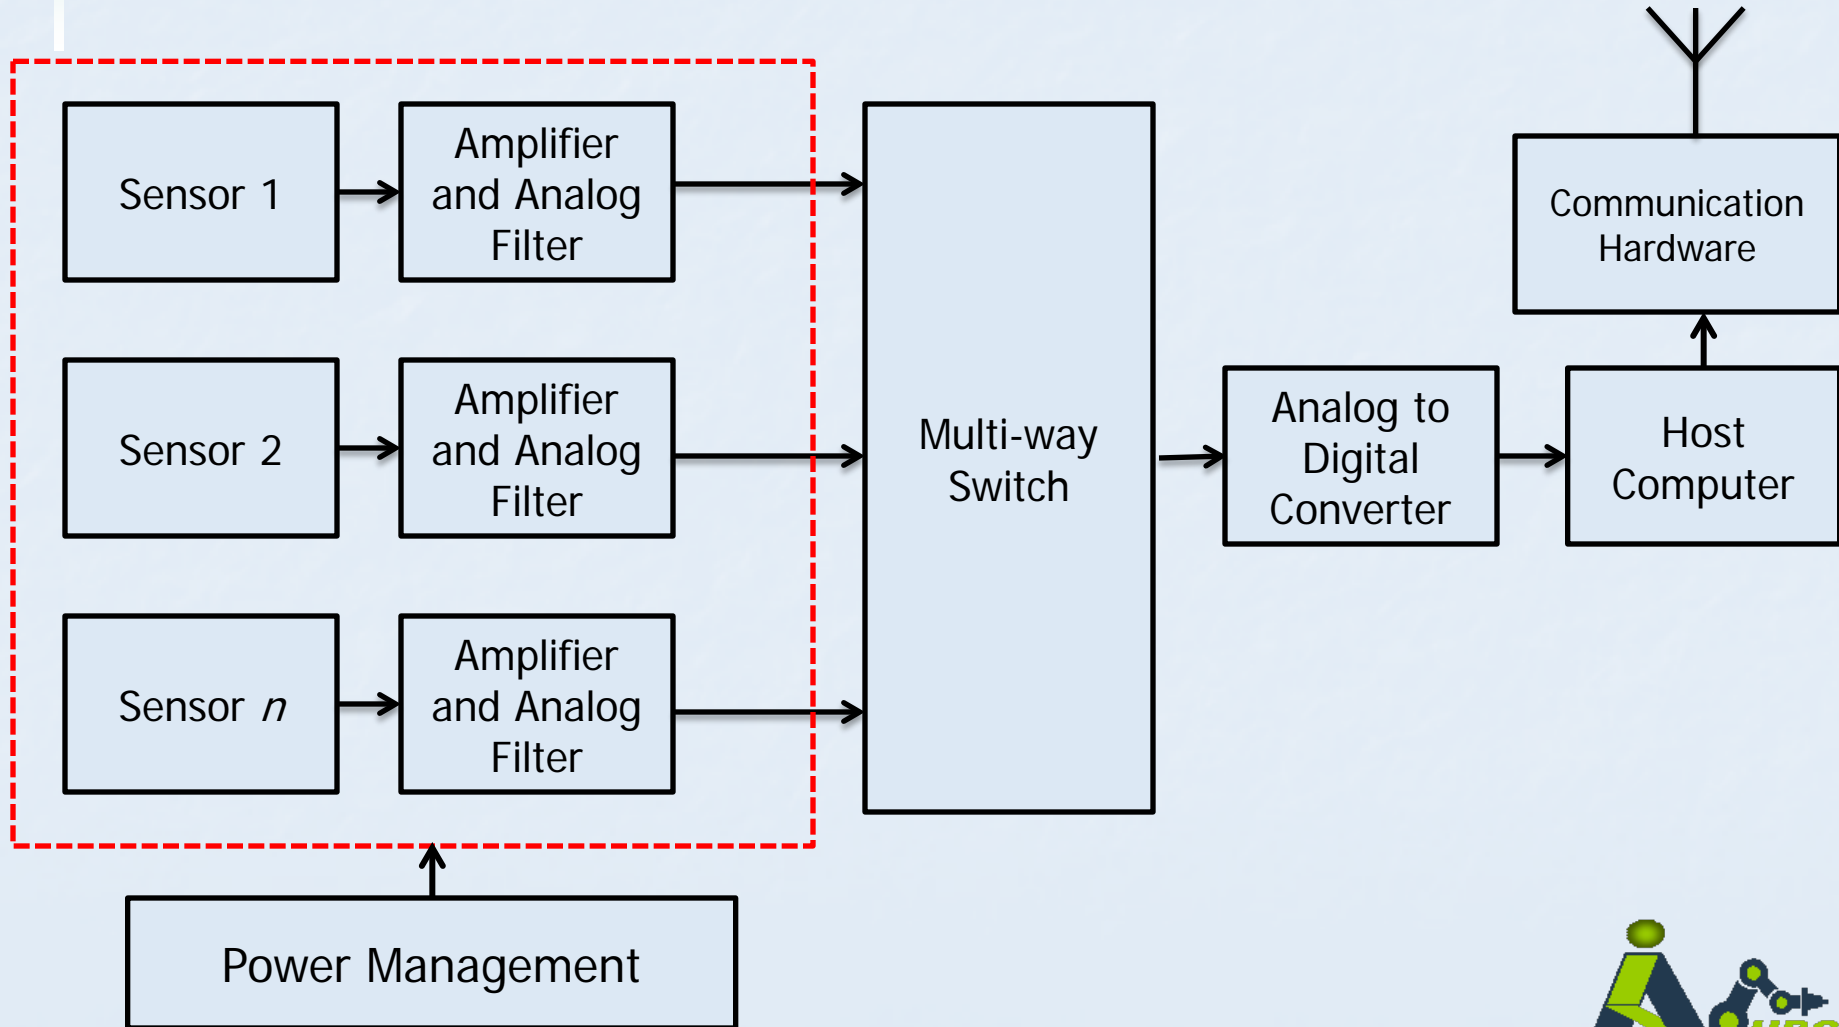 Sensor 1
Amplifier
and Analog
Filter
Sensor 2
Amplifier
and Analog
Filter
Sensor n
Amplifier
and Analog
Filter
Multi-way
Switch
Analog to
Digital
Converter
Host
Computer
Communication
Hardware
Power Management